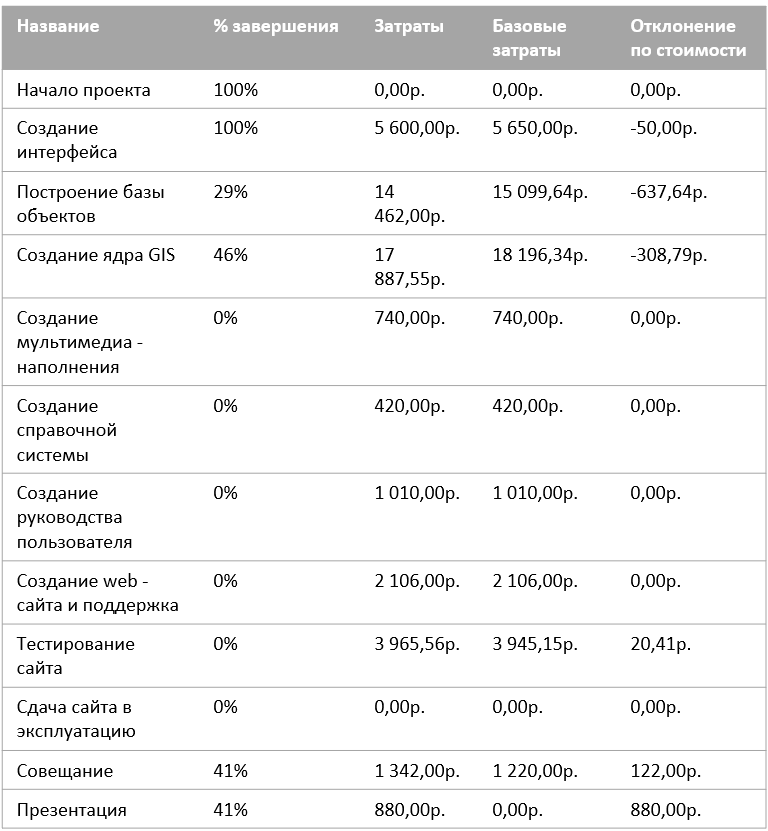 Название % завершения Затраты Базовые затраты Отклонение по стоимости
Начало проекта 100% 0,00р. 0,00р. 0,00р.
Создание интерфейса 100% 5 600,00р. 5 650,00р. -50,00р.
Построение базы объектов 29% 14 462,00р. 15 099,64р. -637,64р.
Создание ядра GIS 46% 17 887,55р. 18 196,34р. -308,79р.
Создание мультимедиа - наполнения 0% 740,00р. 740,00р. 0,00р.
Создание справочной системы 0% 420,00р. 420,00р. 0,00р.
Создание руководства пользователя 0% 1 010,00р. 1 010,00р. 0,00р.
Создание web - сайта и поддержка 0% 2 106,00р. 2 106,00р. 0,00р.
Тестирование сайта 0% 3 965,56р. 3 945,15р. 20,41р.
Сдача сайта в эксплуатацию 0% 0,00р. 0,00р. 0,00р.
Совещание 41% 1 342,00р. 1 220,00р. 122,00р.
Презентация 41% 880,00р. 0,00р. 880,00р.